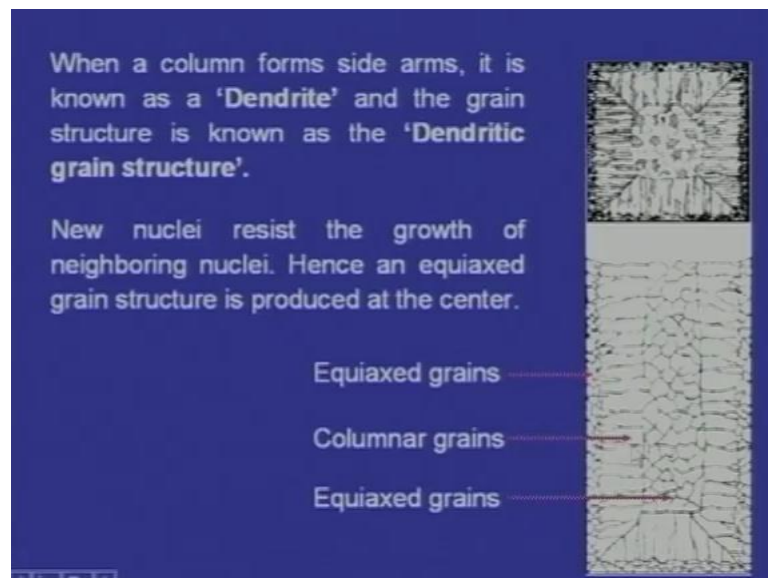 When a column forms side arms, it is
known as a ‘Dendrite’ and the grain
structure is known as the ‘Dendritic
grain structure’.
New nuclei resist the growth of
neighboring nuclei. Hence an equiaxed
grain structure is produced at the center.
Equiaxed grains
Columnar grains
Equiaxed grains